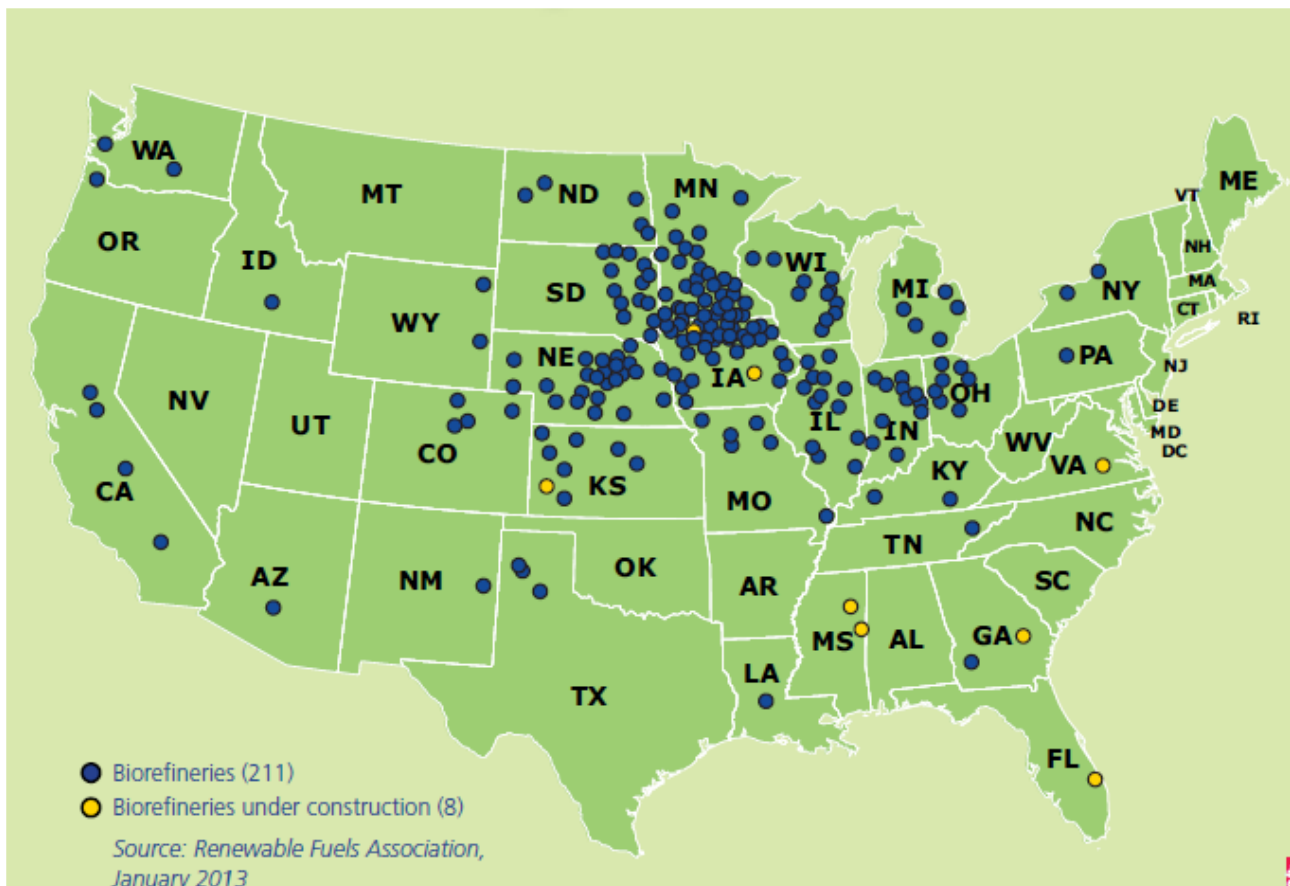 WA
MT
ND
MN
ME
VT
OR
ID
SD
WI
MI
NH
NY
MA
WY
CT
RI
NE
IA
PA
NJ
NV
UT
CO
IL
IN
OH
DE
MD
DC
WV
VA
CA
KS
MO
KY
NC
AZ
NM
OK
TN
AR
SC
MS
AL
GA
LA
TX
FL
Biorefineries (211)
Biorefineries under construction (8)
Source: Renewable Fuels Association,
January 2013